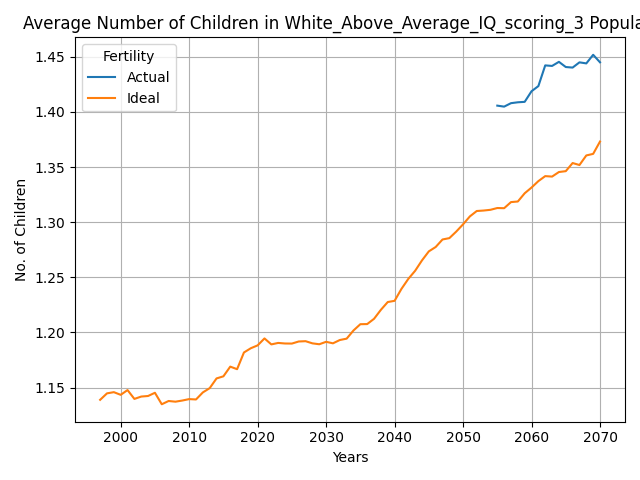 Average Number of Children in White_Above_Average_IQ_scoring_3 Popula
Fertility
Actual
Ideal
1.45
1.40
1.35
1.30
1.25
1.20
1.15
No. of Children
2000 2010 2020 2030 2040 2050 2060 2070
Years